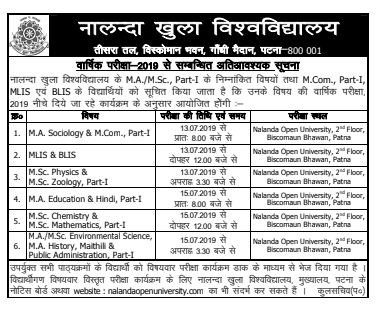 नालन्दा खुला विश्वविद्यालय
तीसरा तल, विस्कोमान भवन, गाँधी मैदान, पटना–800 001
वार्षिक परीक्षा–2019 से सम्बन्धित अतिआवश्यक सूचना
नालन्दा खुला विश्वविद्यालय के M.A./M.Sc., Part-I के निम्नांकित विषयों तथा M.Com., Part-I,
MLIS एवं BLIS के विद्यार्थियों को सूचित किया जाता है कि उनके विषय की वार्षिक परीक्षा,
2019 नीचे दिये जा रहे कार्यक्रम के अनुसार आयोजित होंगी :–
क्र० विषय परीक्षा की तिथि एवं समय परीक्षा स्थल
1. M.A. Sociology & M.Com., Part-I 13.07.2019 से प्रातः 8.00 बजे से Nalanda Open University, 2nd Floor, Biscomaun Bhawan, Patna
2. MLIS & BLIS 13.07.2019 से दोपहर 12.00 बजे से Nalanda Open University, 2nd Floor, Biscomaun Bhawan, Patna
3. M.Sc. Physics & M.Sc. Zoology, Part-I 13.07.2019 से अपराह्न 3.30 बजे से Nalanda Open University, 2nd Floor, Biscomaun Bhawan, Patna
4. M.A. Education & Hindi, Part-I 15.07.2019 से प्रातः 8.00 बजे से Nalanda Open University, 2nd Floor, Biscomaun Bhawan, Patna
5. M.Sc. Chemistry & M.Sc. Mathematics, Part-I 15.07.2019 से दोपहर 12.00 बजे से Nalanda Open University, 2nd Floor, Biscomaun Bhawan, Patna
6. M.A./M.Sc. Environmental Science, M.A. History, Maithili & Public Administration, Part-I 15.07.2019 से अपराह्न 3.30 बजे से Nalanda Open University, 2nd Floor, Biscomaun Bhawan, Patna
उपर्युक्त सभी पाठ्यक्रमों के विद्यार्थी को विषयवार परीक्षा कार्यक्रम डाक के माध्यम से भेज दिया गया है ।
विद्यार्थीगण विषयवार विस्तृत परीक्षा कार्यक्रम के लिए नालन्दा खुला विश्वविद्यालय, मुख्यालय, पटना के
नोटिस बोर्ड अथवा website : nalandaopenuniversity.com का भी संदर्भ कर सकते हैं । कुलसचिव(प०)